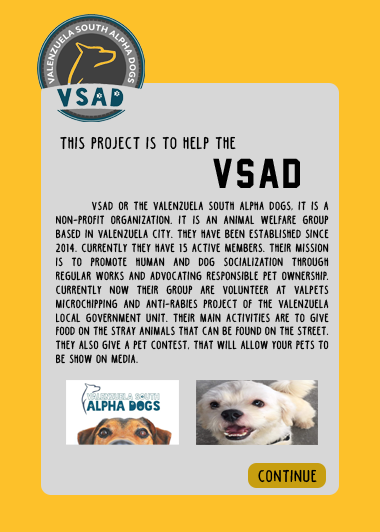 VALENZUELA SOUTH ALPHA DOGS
VSAD
THIS PROJECT IS TO HELP THE
VSAD
VSAD OR THE VALENZUELA SOUTH ALPHA DOGS, IT IS A
NON-PROFIT ORGANIZATION. IT IS AN ANIMAL WELFARE GROUP
BASED IN VALENZUELA CITY. THEY HAVE BEEN ESTABLISHED SINCE
2014. CURRENTLY THEY HAVE 15 ACTIVE MEMBERS. THEIR MISSION
IS TO PROMOTE HUMAN AND DOG SOCIALIZATION THROUGH
REGULAR WORKS AND ADVOCATING RESPONSIBLE PET OWNERSHIP.
CURRENTLY NOW THEIR GROUP ARE VOLUNTEER AT VALPETS
MICROCHIPPING AND ANTI-RABIES PROJECT OF THE VALENZUELA
LOCAL GOVERNMENT UNIT. THEIR MAIN ACTIVITIES ARE TO GIVE
FOOD ON THE STRAY ANIMALS THAT CAN BE FOUND ON THE STREET.
THEY ALSO GIVE A PET CONTEST, THAT WILL ALLOW YOUR PETS TO
BE SHOW ON MEDIA.
VALENZUELA SOUTH
ALPHA DOGS
CONTINUE